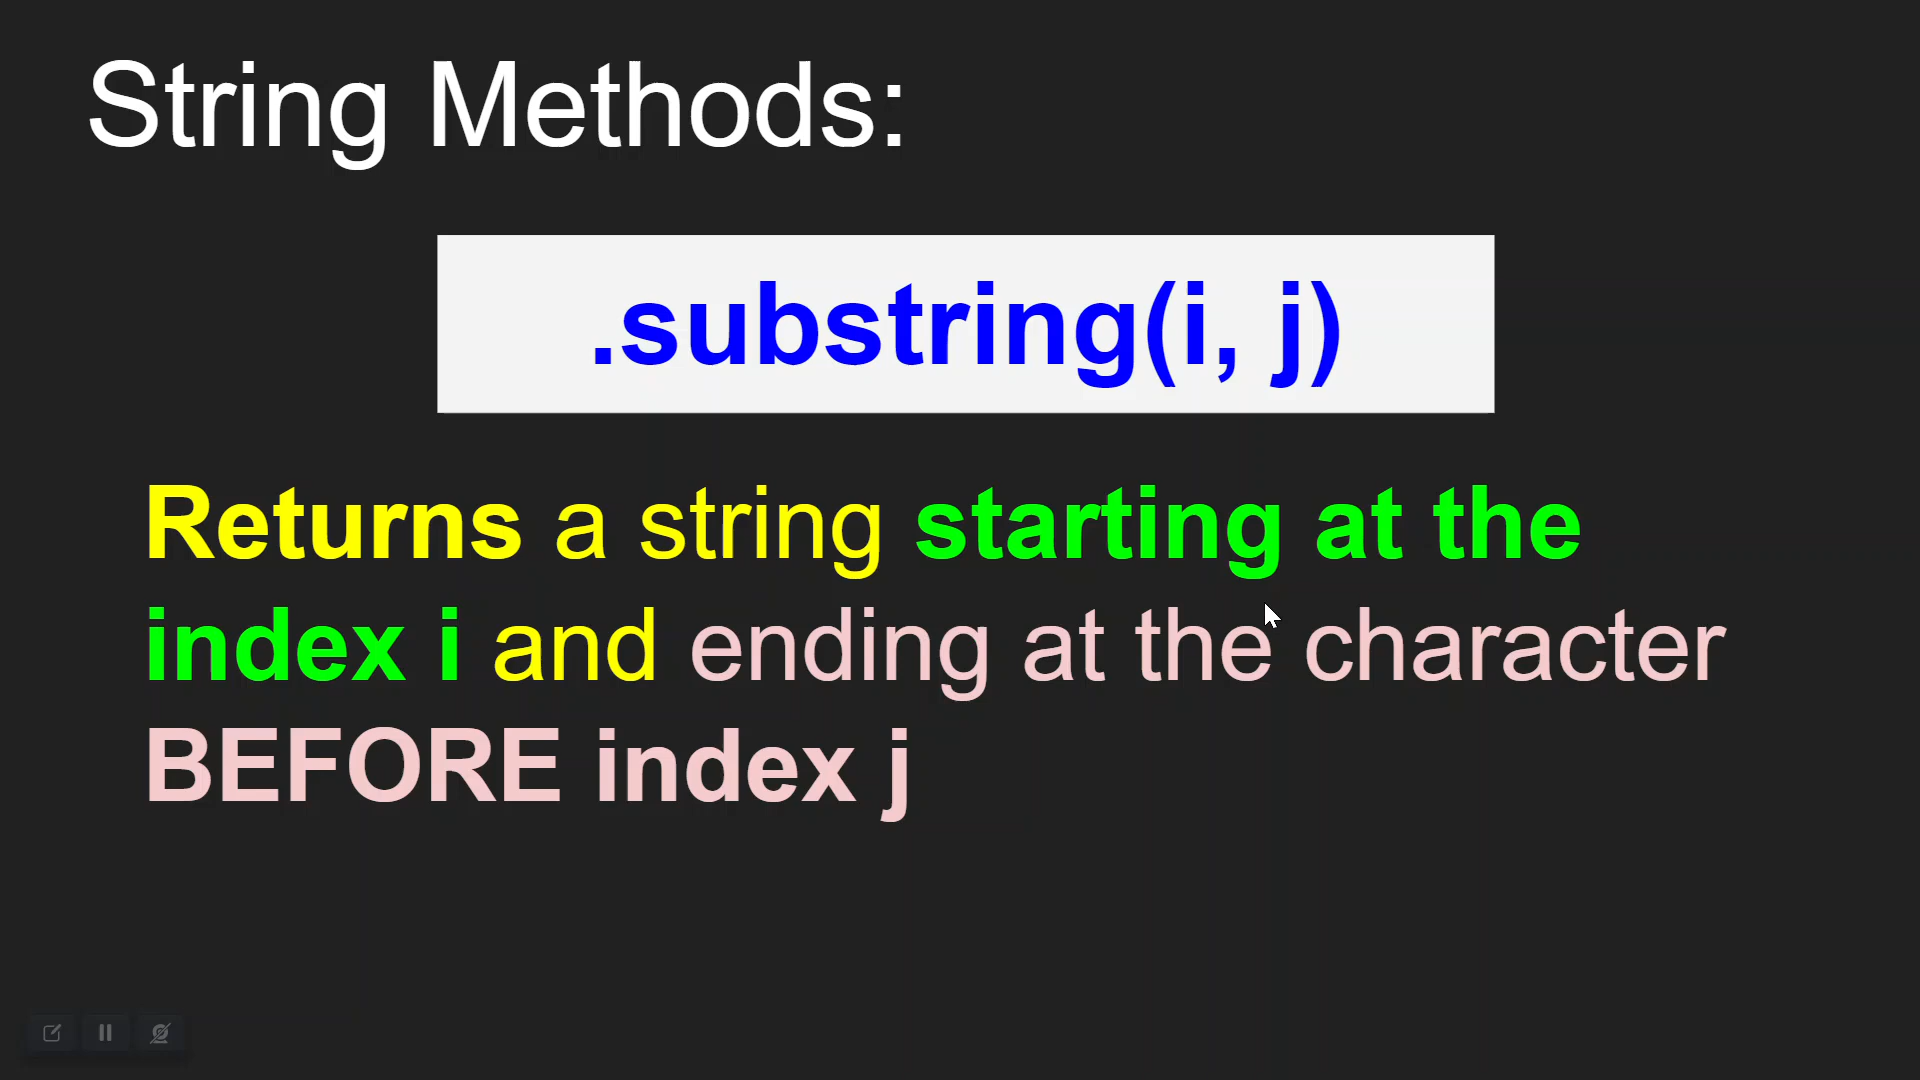 String Methods:
.substring(i, j)
Returns a string starting at the
index i and ending at the character
BEFORE index j